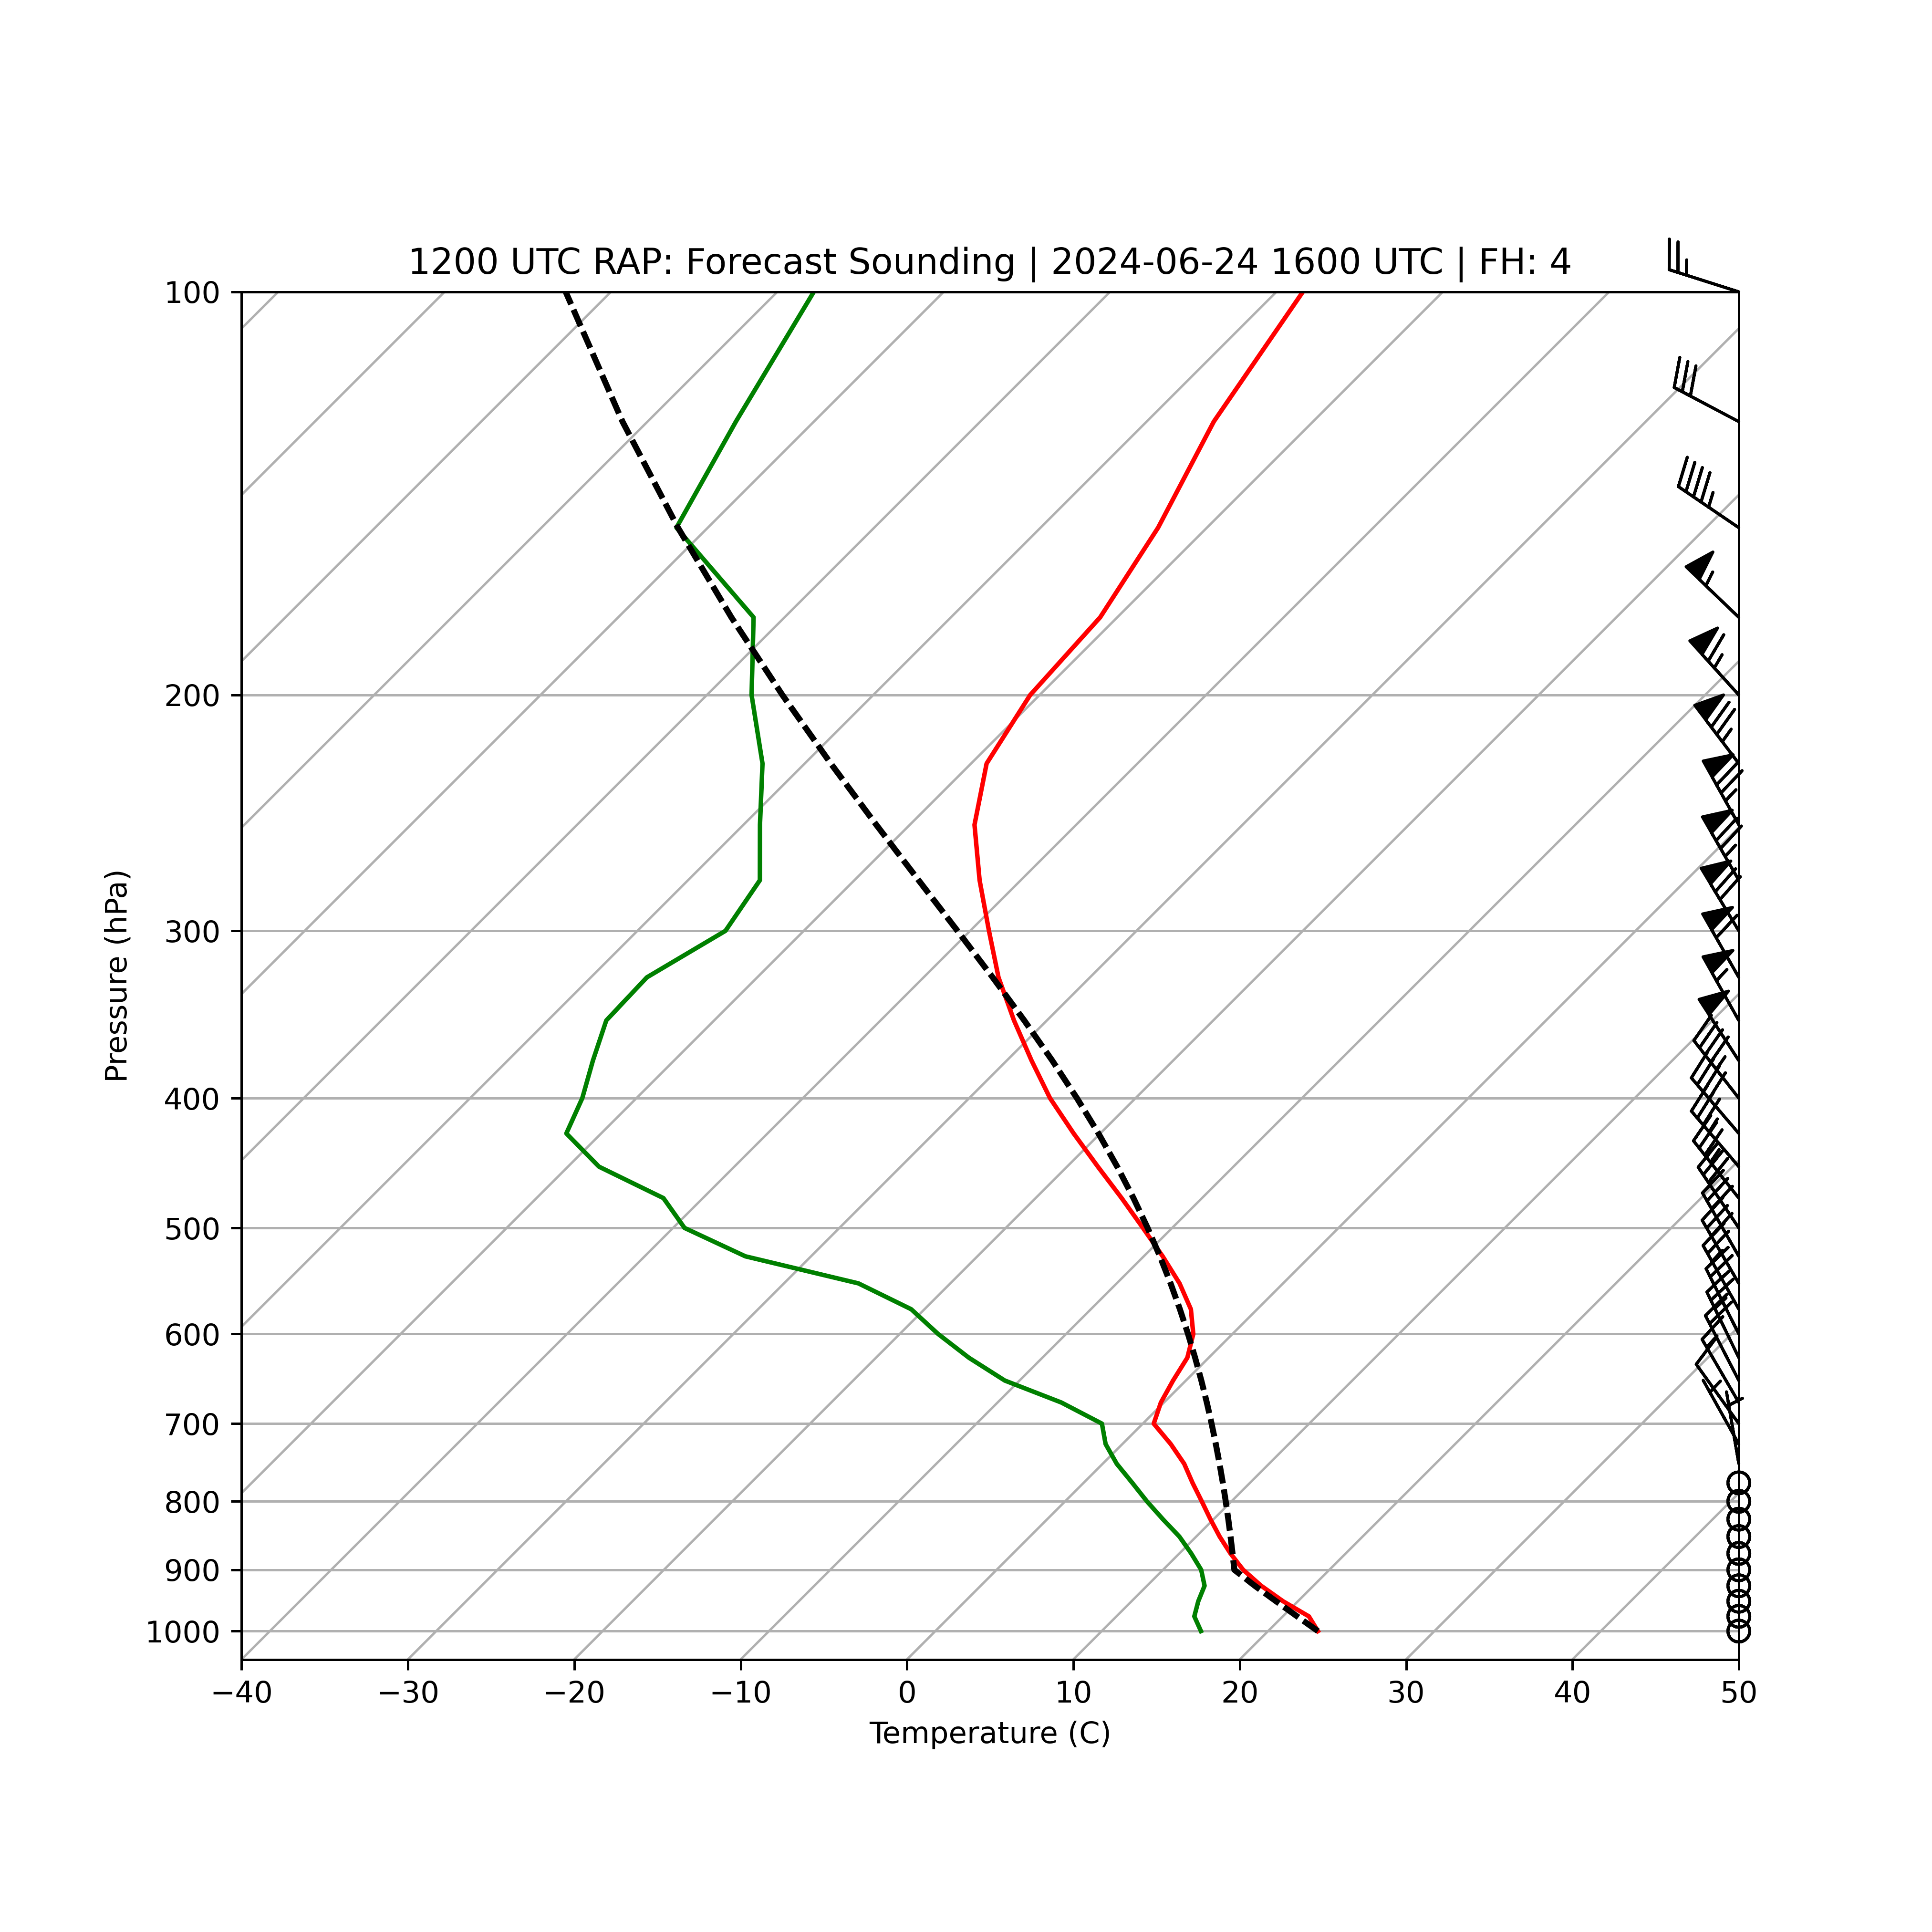 1200 UTC RAP: Forecast Sounding | 2024-06-24 1600 UTC | FH: 4
100
200
300
400
500
600
700
800
900
1000
Pressure (hPa)
−40 −30 −20 −10 0 10 20 30 40 50
Temperature (C)